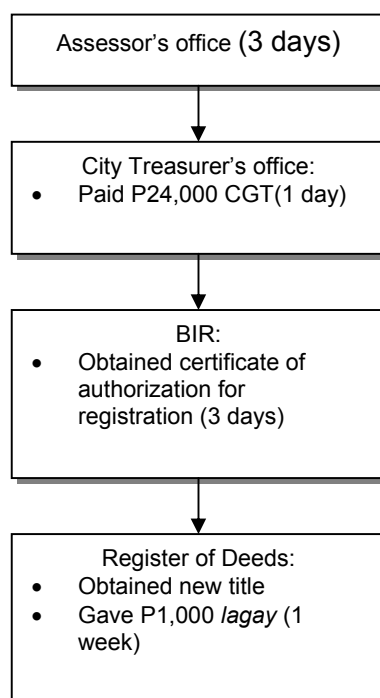 Assessor’s office (3 days)
City Treasurer’s office:
• Paid P24,000 CGT(1 day)
BIR:
• Obtained certificate of
authorization for
registration (3 days)
Register of Deeds:
• Obtained new title
• Gave P1,000 lagay (1
week)